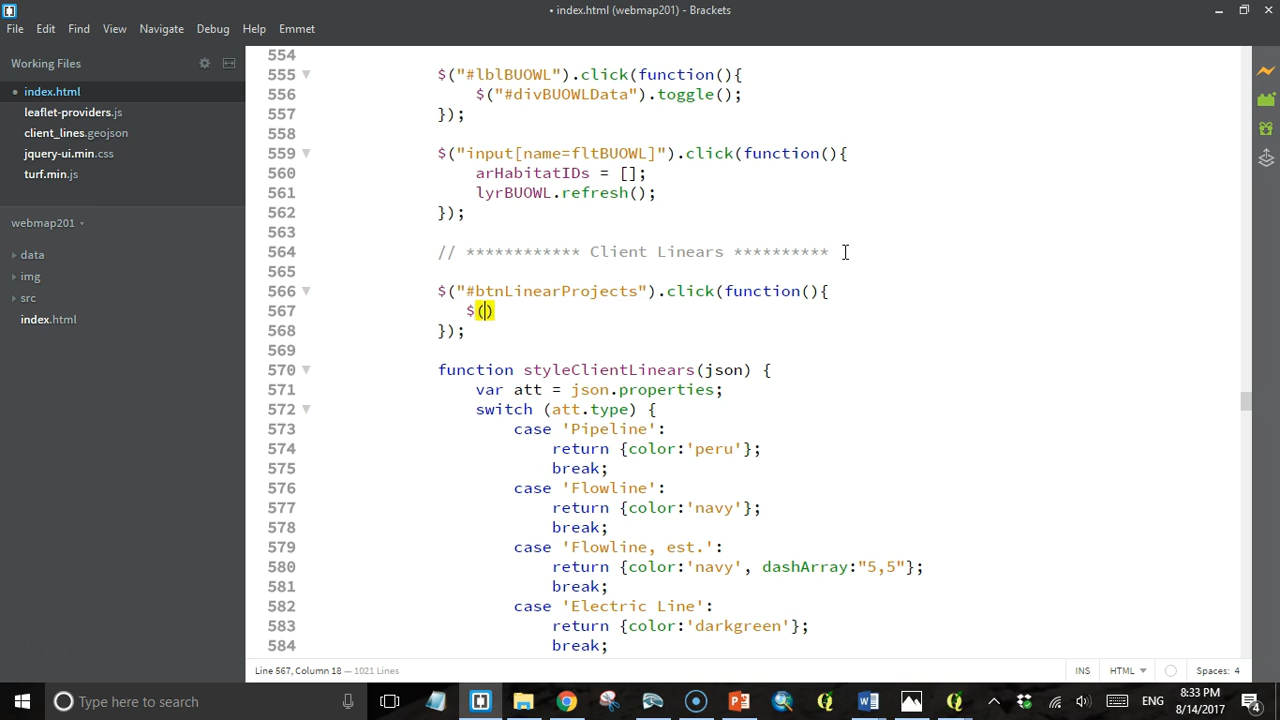 • index.html (webmap201) - Brackets
File Edit Find View Navigate Debug Help Emmet
Working Files
• index.html
leaflet-providers.js
client_lines.geojson
jquery-ui.min.css
turf.min.js
webmap201
data
img
src
index.html
554
555 $("#lblBUOWL").click(function(){
556 $("#divBUOWLData").toggle();
557 });
558
559 $("input[name=fltBUOWL]").click(function(){
560 arHabitatIDs = [];
561 lyrBUOWL.refresh();
562 });
563
564 // ************ Client Linears **********
565
566 $("#btnLinearProjects").click(function(){
567 $()
568 });
569
570 function styleClientLinears(json) {
571 var att = json.properties;
572 switch (att.type) {
573 case 'Pipeline':
574 return {color:'peru'};
575 break;
576 case 'Flowline':
577 return {color:'navy'};
578 break;
579 case 'Flowline, est.':
580 return {color:'navy', dashArray:"5,5"};
581 break;
582 case 'Electric Line':
583 return {color:'darkgreen'};
584 break;
Line 567, Column 18 — 1021 Lines
INS HTML Spaces: 4
Type here to search
ENG
8:33 PM
8/14/2017
4